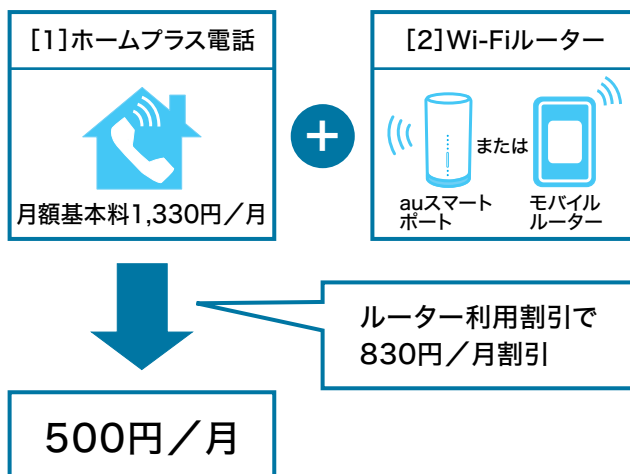 [1]ホームプラス電話
月額基本料1,330円／月
+
[2]Wi-Fiルーター
または
auスマート
ポート
モバイル
ルーター
ルーター利用割引で
830円／月割引
500円／月